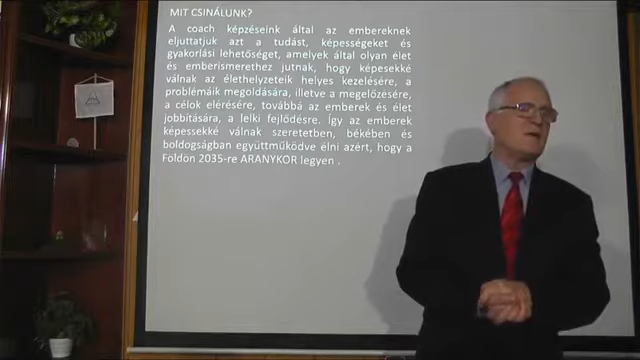 MIT CSINÁLUNK?
A coach képzéseink által az embereknek
eljuttatjuk azt a tudást, képességeket és
gyakorlási lehetőséget, amelyek által olyan élet
és emberismerethez jutnak, hogy képesekké
válnak az élethelyzeteik helyes kezelésére, a
problémáik megoldására, illetve a megelőzésére,
a célok elérésére, továbbá az emberek és élet
jobbítására, a lelki fejlődésre. Így az emberek
képessekké válnak szeretetben, békében és
boldogságban együttműködve élni azért, hogy a
Földön 2035-re ARANYKOR legyen .